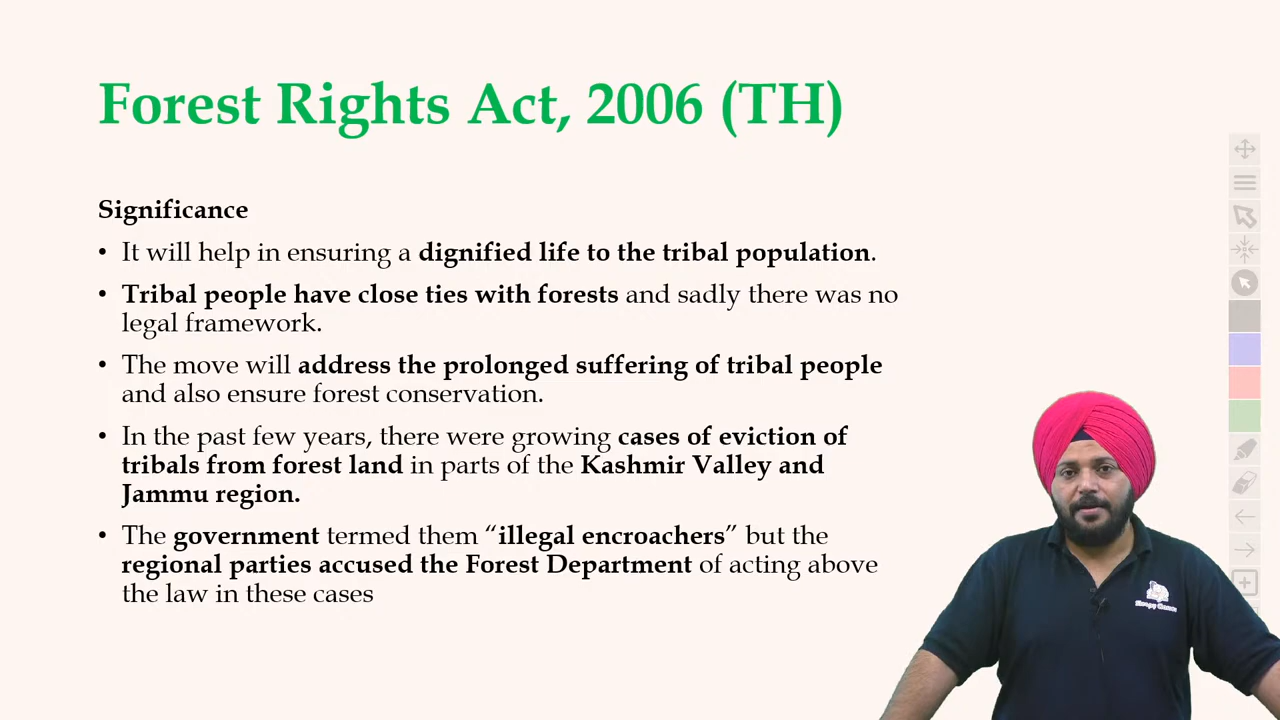 Forest Rights Act, 2006 (TH)
Significance
• It will help in ensuring a dignified life to the tribal population.
• Tribal people have close ties with forests and sadly there was no
legal framework.
• The move will address the prolonged suffering of tribal people
and also ensure forest conservation.
• In the past few years, there were growing cases of eviction of
tribals from forest land in parts of the Kashmir Valley and
Jammu region.
• The government termed them “illegal encroachers” but the
regional parties accused the Forest Department of acting above
the law in these cases